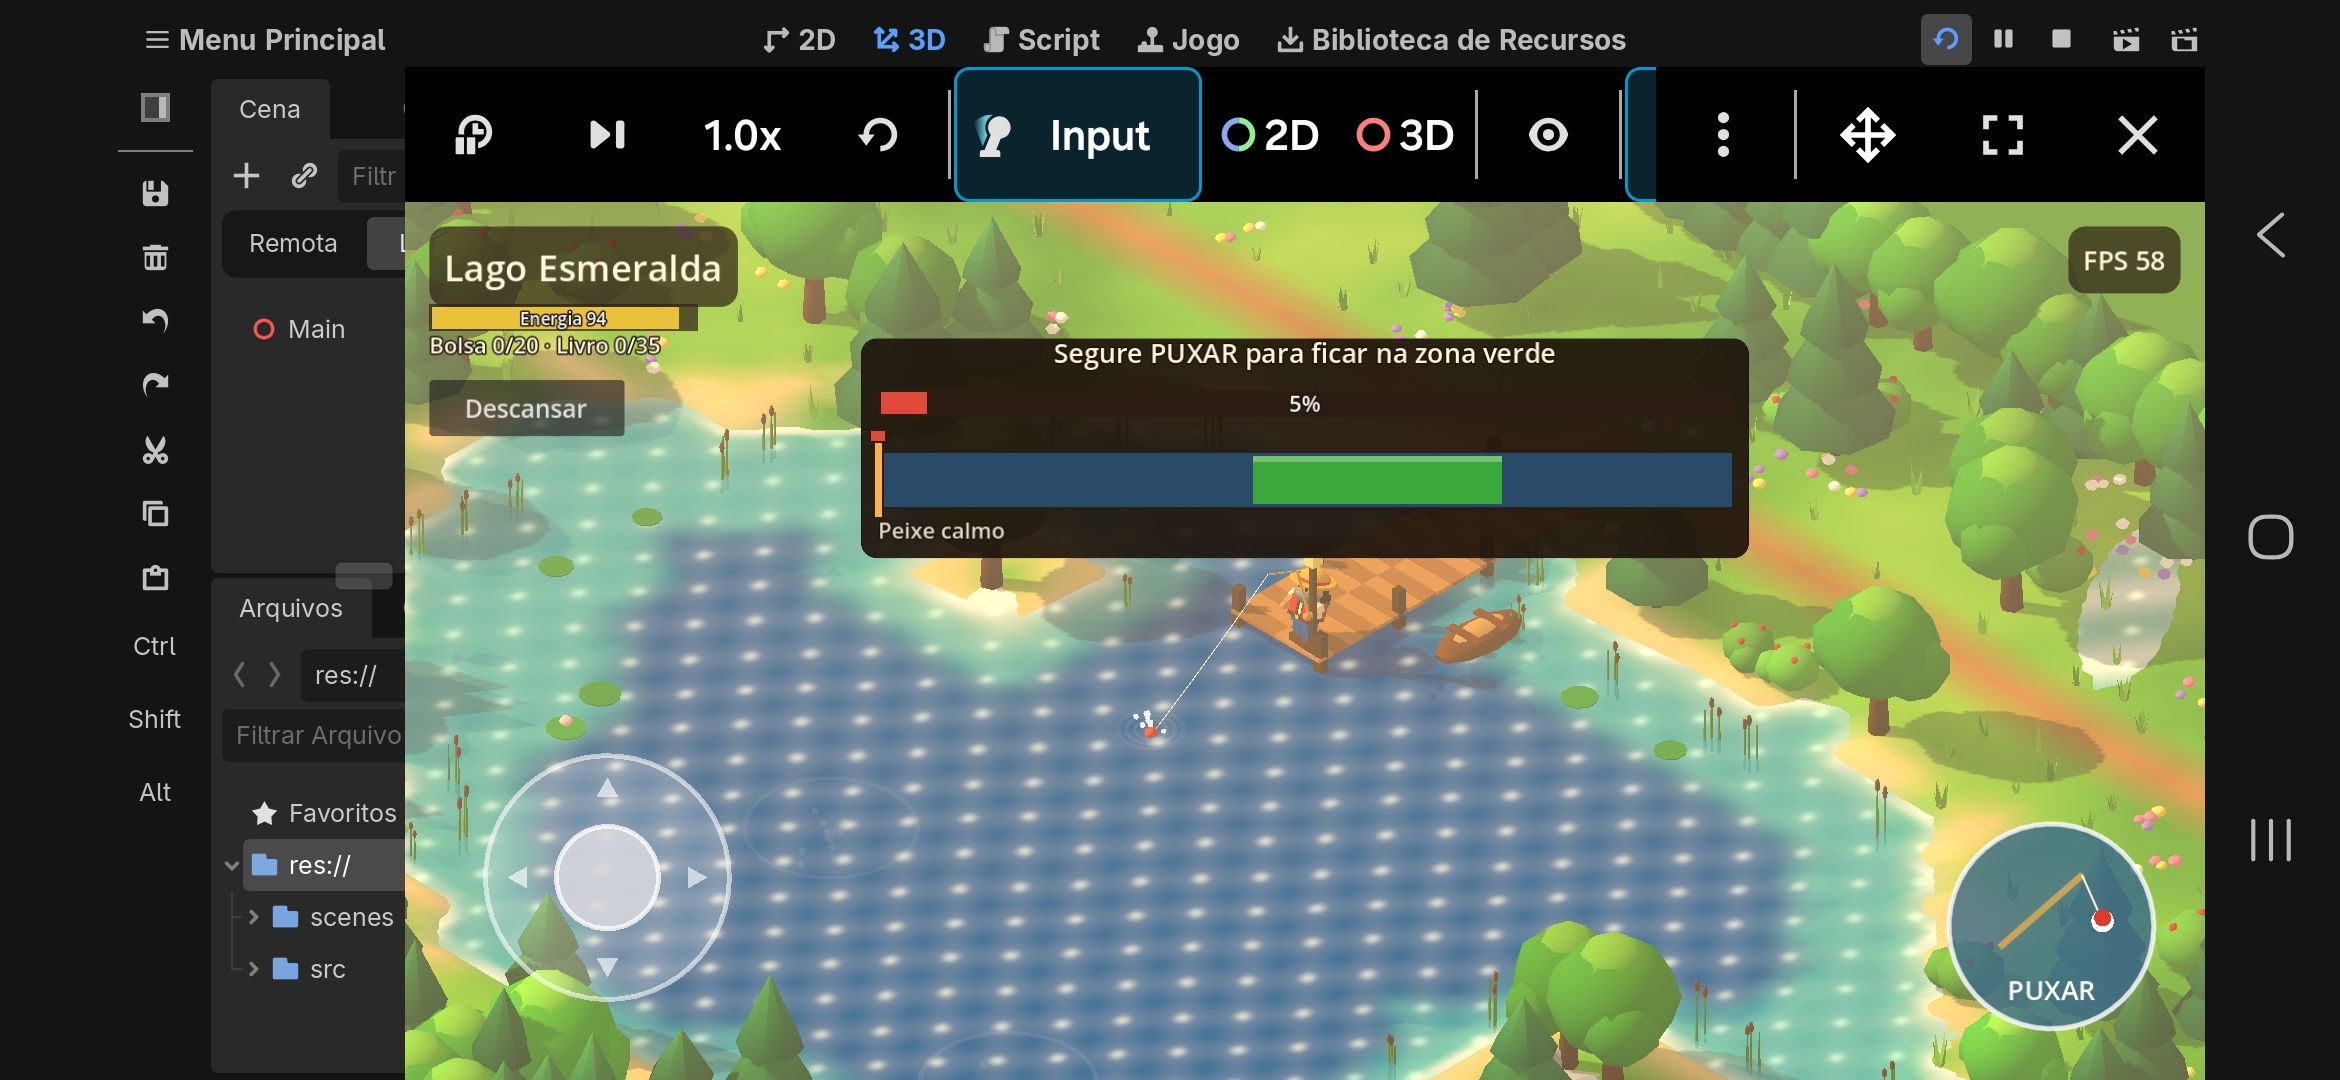 Menu Principal
2D
3D
Script
Jogo
Biblioteca de Recursos
Cena
1.0x
Input
2D
3D
Filtr
Remota
L
Main
Lago Esmeralda
FPS 58
Energia 94
Bolsa 0/20 · Livro 0/35
Descansar
Segure PUXAR para ficar na zona verde
5%
Peixe calmo
Arquivos
Ctrl
res://
Shift
Filtrar Arquivo
Alt
Favoritos
res://
scenes
src
PUXAR